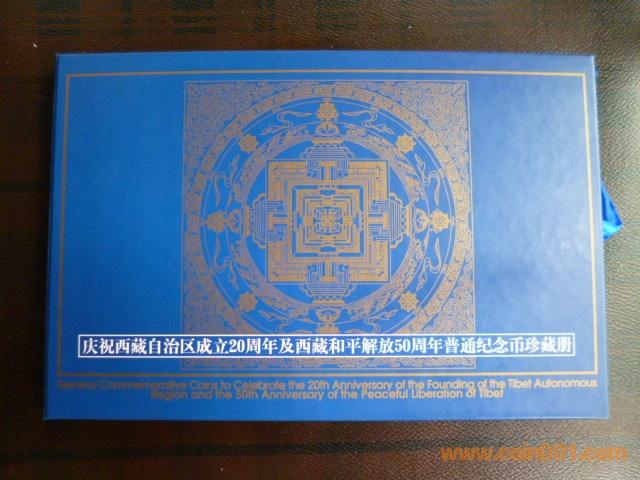 庆祝西藏自治区成立20周年及西藏和平解放50周年普通纪念币珍藏册
General Commemorative Coins to Celebrate the 20th Anniversary of the Founding of the Tibet Autonomous
Region and the 50th Anniversary of the Peaceful Liberation of Tibet
www.coin001.com